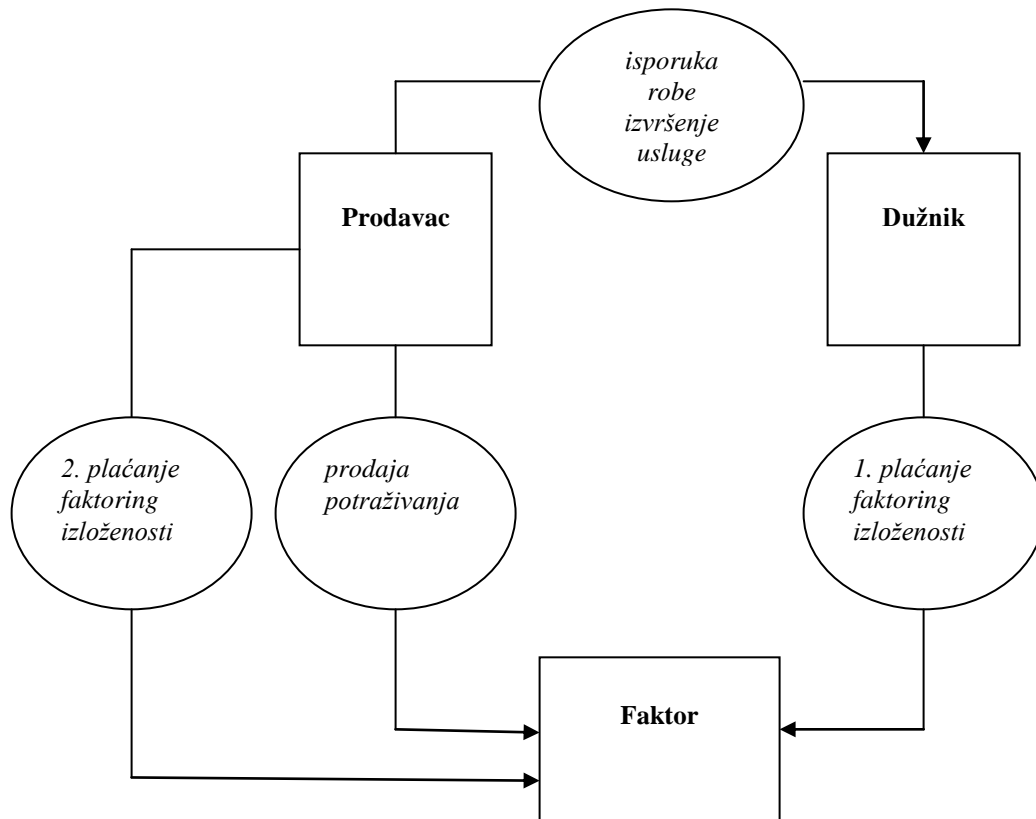 isporuka
robe
izvršenje
usluge
Prodavac
Dužnik
2. plaćanje
faktoring
izloženosti
prodaja
potraživanja
1. plaćanje
faktoring
izloženosti
Faktor